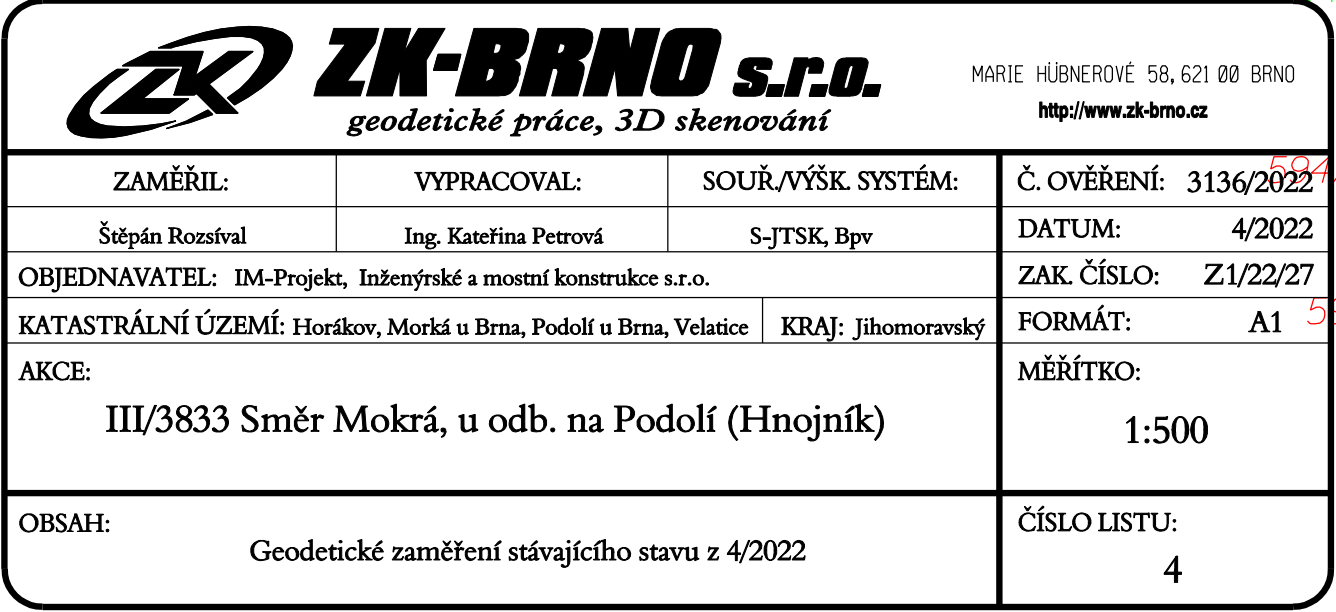 ZK
ZK-BRNO s.r.o.
geodetické práce, 3D skenování
MARIE HÜBNEROVÉ 58, 621 00 BRNO
http://www.zk-brno.cz
ZAMĚŘIL: VYPRACOVAL: SOUŘ./VÝŠK. SYSTÉM: Č. OVĚŘENÍ: 3136/2022
Štěpán Rozsíval Ing. Kateřina Petrová S-JTSK, Bpv DATUM: 4/2022
OBJEDNAVATEL: IM-Projekt, Inženýrské a mostní konstrukce s.r.o. ZAK. ČÍSLO: Z1/22/27
KATASTRÁLNÍ ÚZEMÍ: Horákov, Morká u Brna, Podolí u Brna, Velatice KRAJ: Jihomoravský FORMÁT: A1
AKCE: MĚŘÍTKO:
III/3833 Směr Mokrá, u odb. na Podolí (Hnojník) 1:500
OBSAH: ČÍSLO LISTU:
Geodetické zaměření stávajícího stavu z 4/2022 4